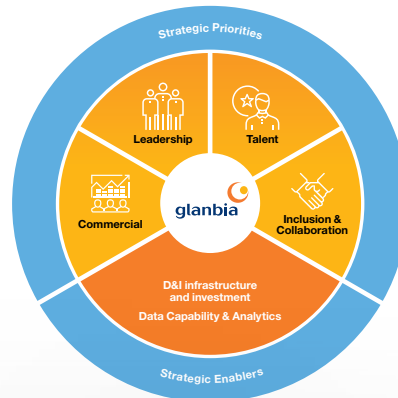 Strategic Priorities
Leadership
Talent
Commercial
glanbia
Inclusion &
Collaboration
D&I infrastructure
and investment
Data Capability & Analytics
Strategic Enablers